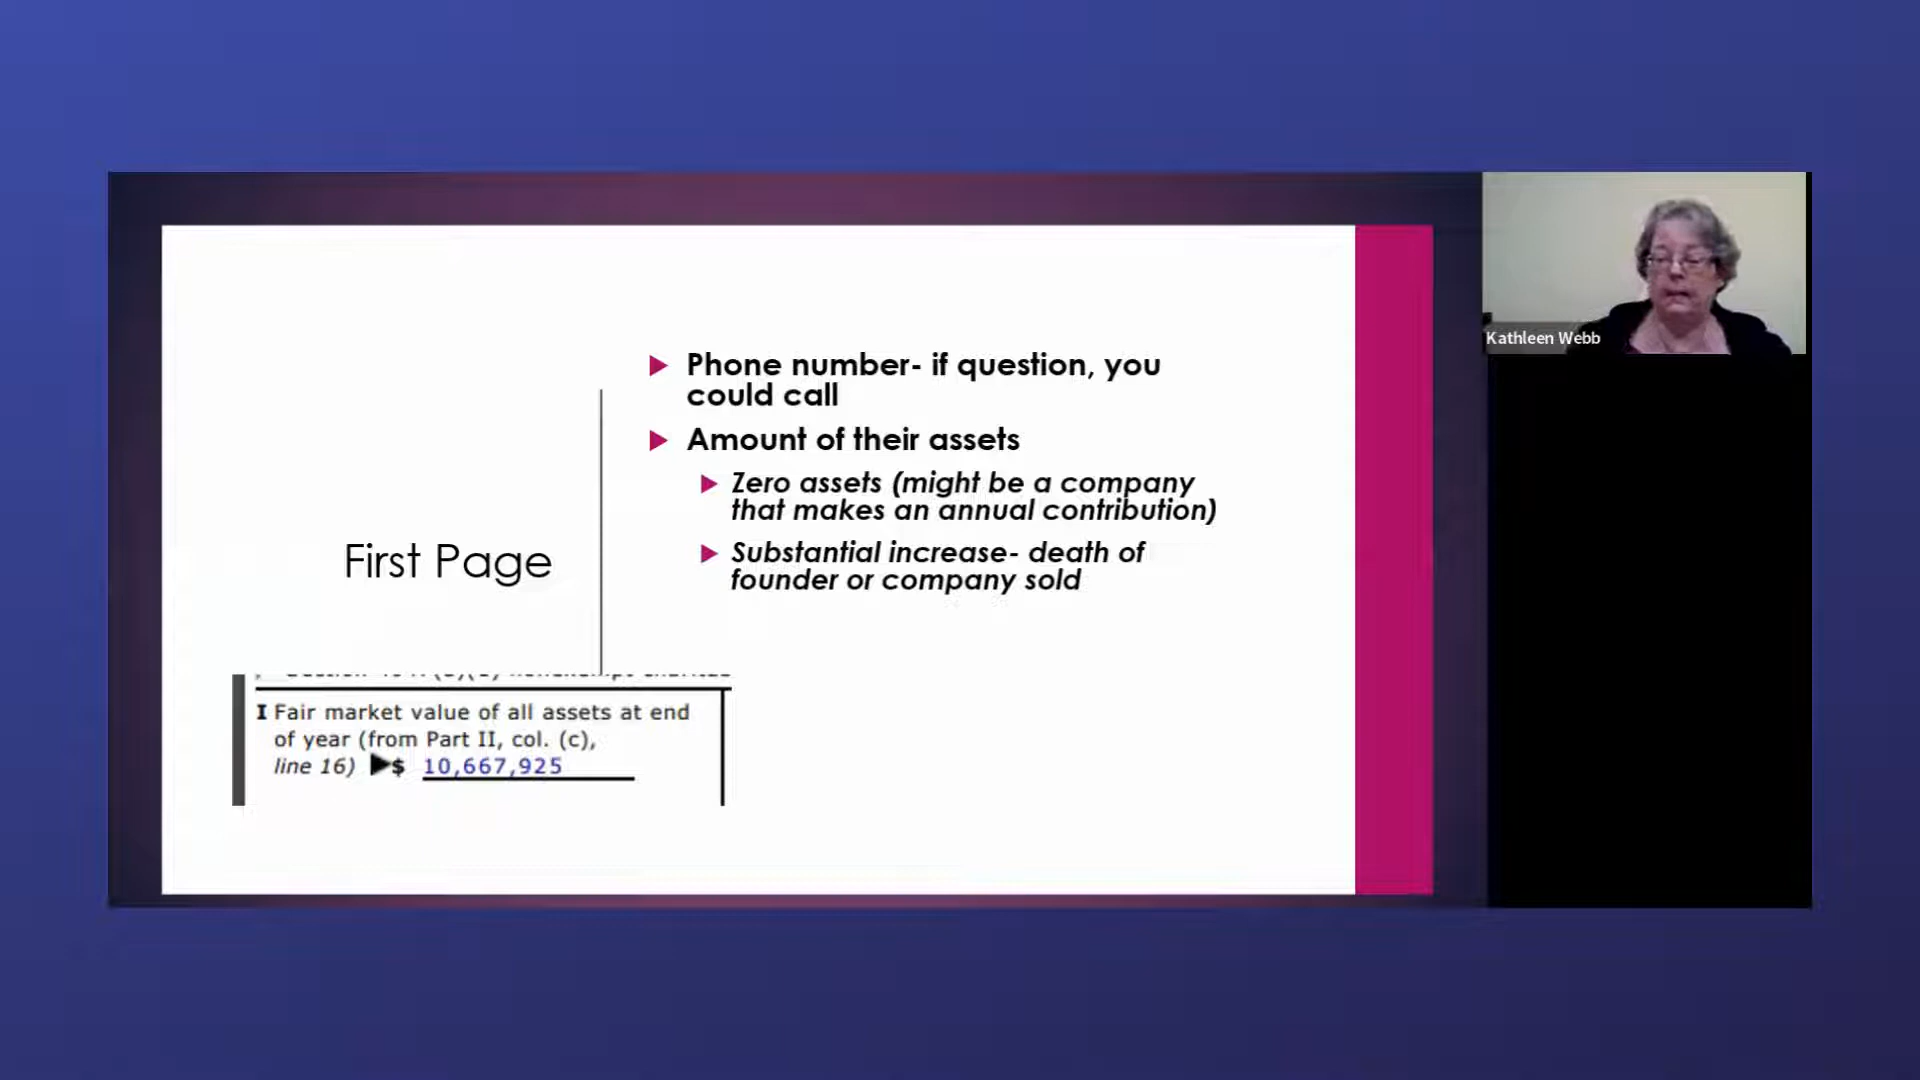 Phone number- if question, you
could call
Amount of their assets
Zero assets (might be a company
that makes an annual contribution)
Substantial increase- death of
founder or company sold
First Page
I Fair market value of all assets at end
of year (from Part II, col. (c),
line 16) ▶$ 10,667,925
Kathleen Webb